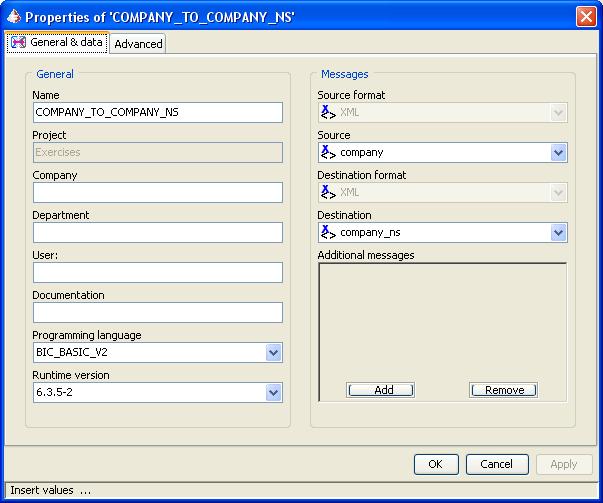 Properties of 'COMPANY_TO_COMPANY_NS'
General & data
Advanced
General
Name
COMPANY_TO_COMPANY_NS
Project
Exercises
Company
Department
User:
Documentation
Programming language
BIC_BASIC_V2
Runtime version
6.3.5-2
Messages
Source format
XML
Source
company
Destination format
XML
Destination
company_ns
Additional messages
Add
Remove
OK
Cancel
Apply
Insert values ...